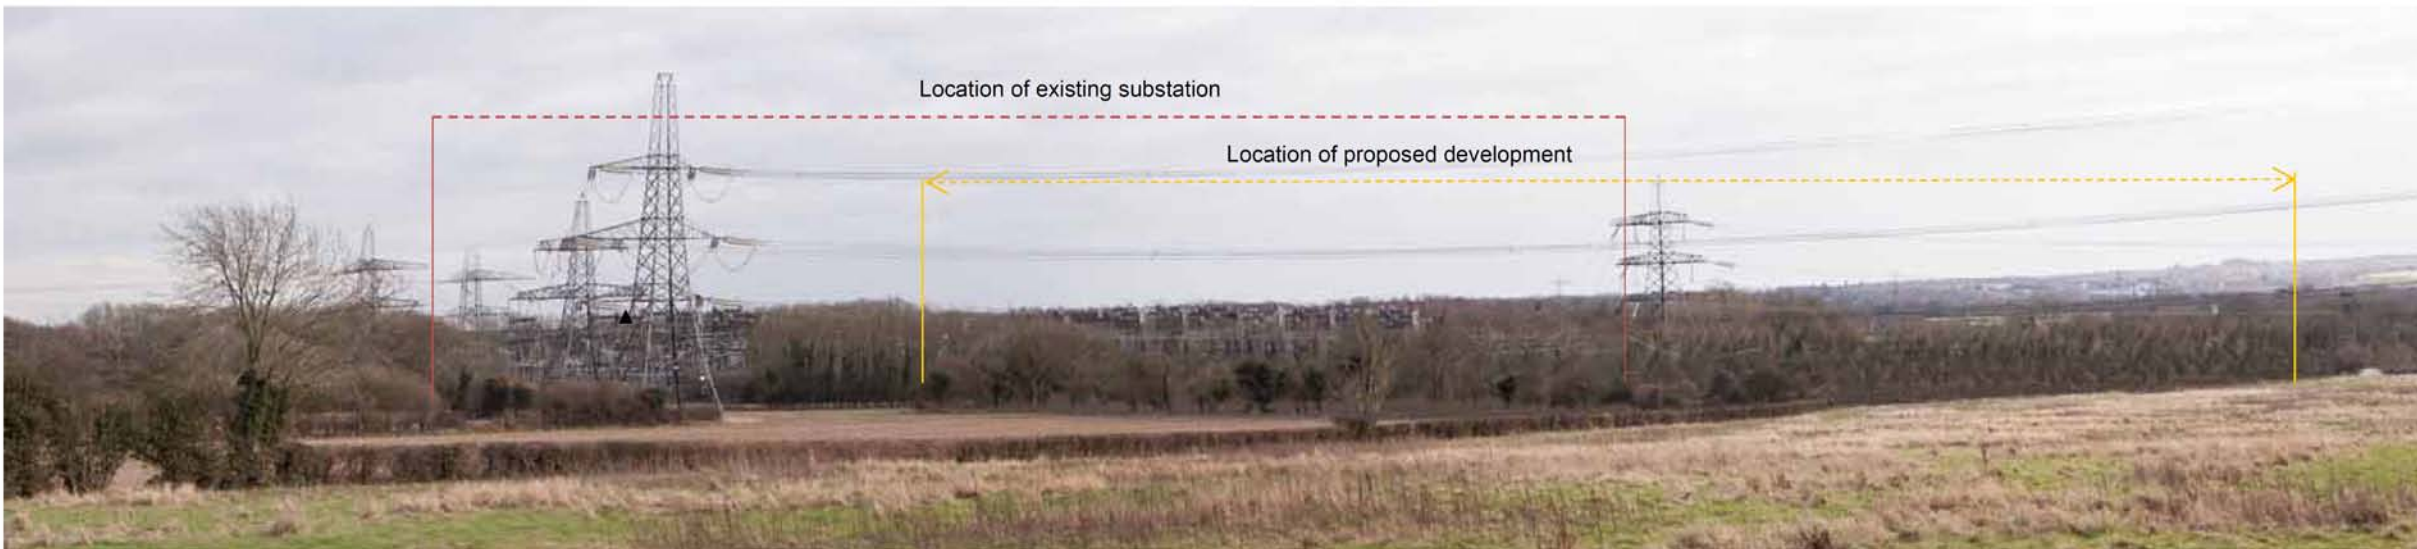 Location of existing substation
Location of proposed development